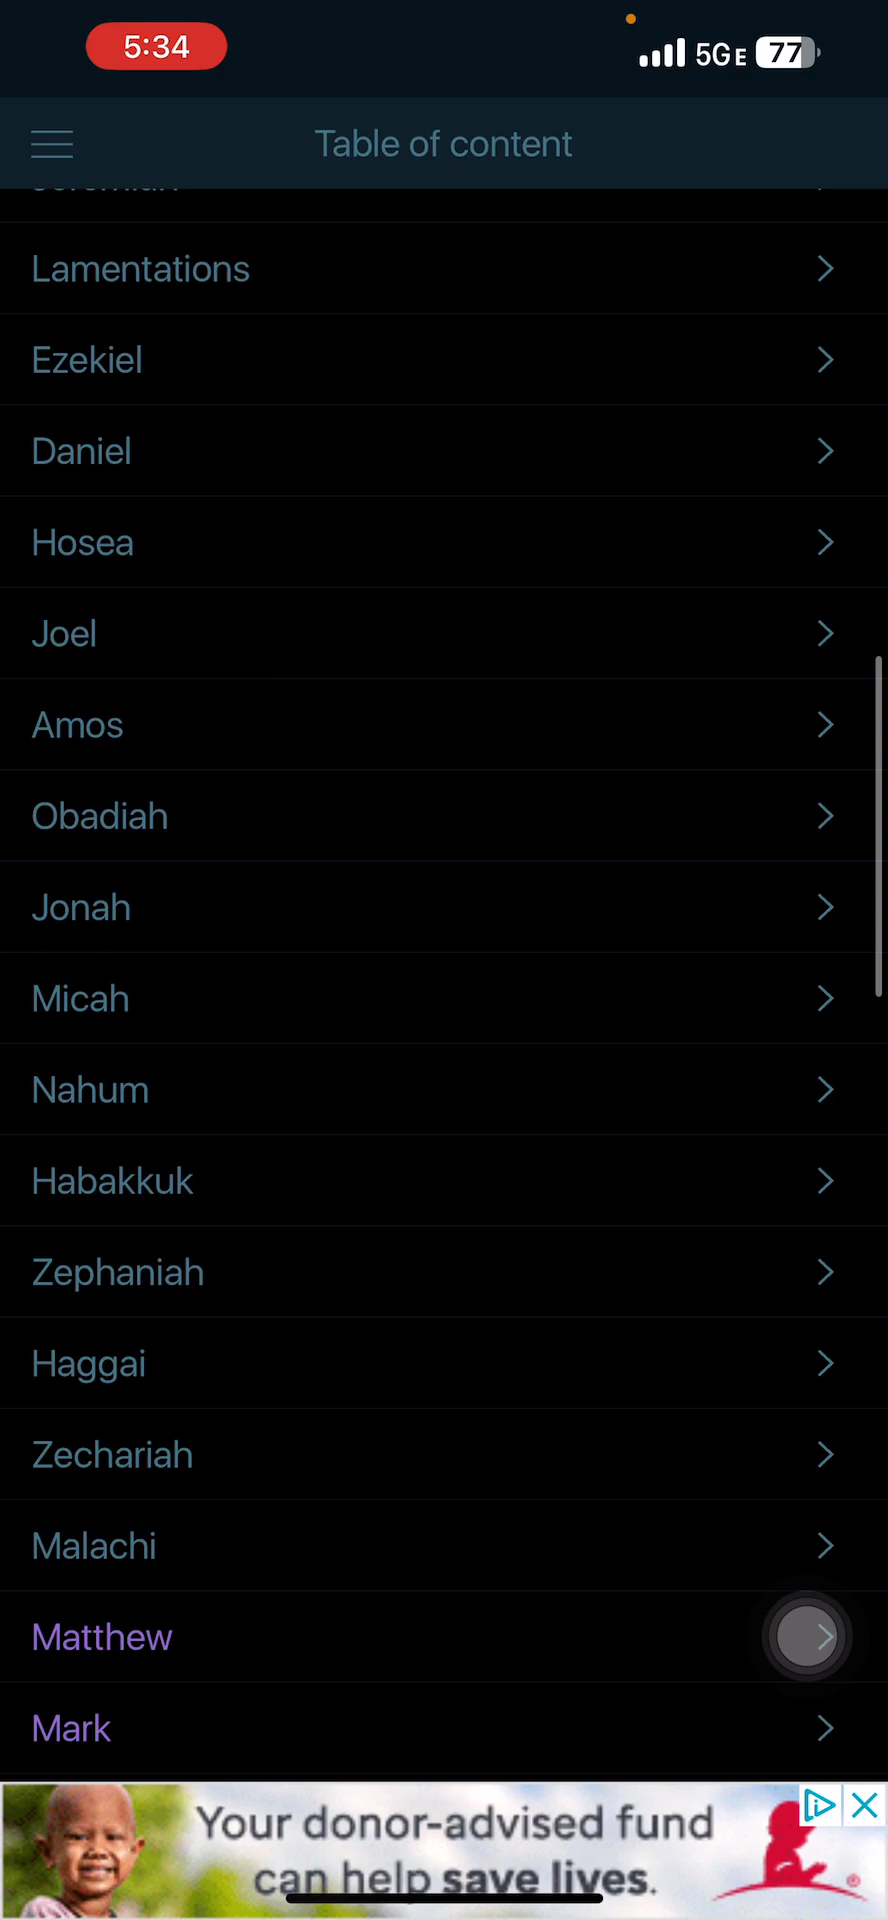 5:34
5GE 77
Table of content
Lamentations
Ezekiel
Daniel
Hosea
Joel
Amos
Obadiah
Jonah
Micah
Nahum
Habakkuk
Zephaniah
Haggai
Zechariah
Malachi
Matthew
Mark
Your donor-advised fund
can help save lives.